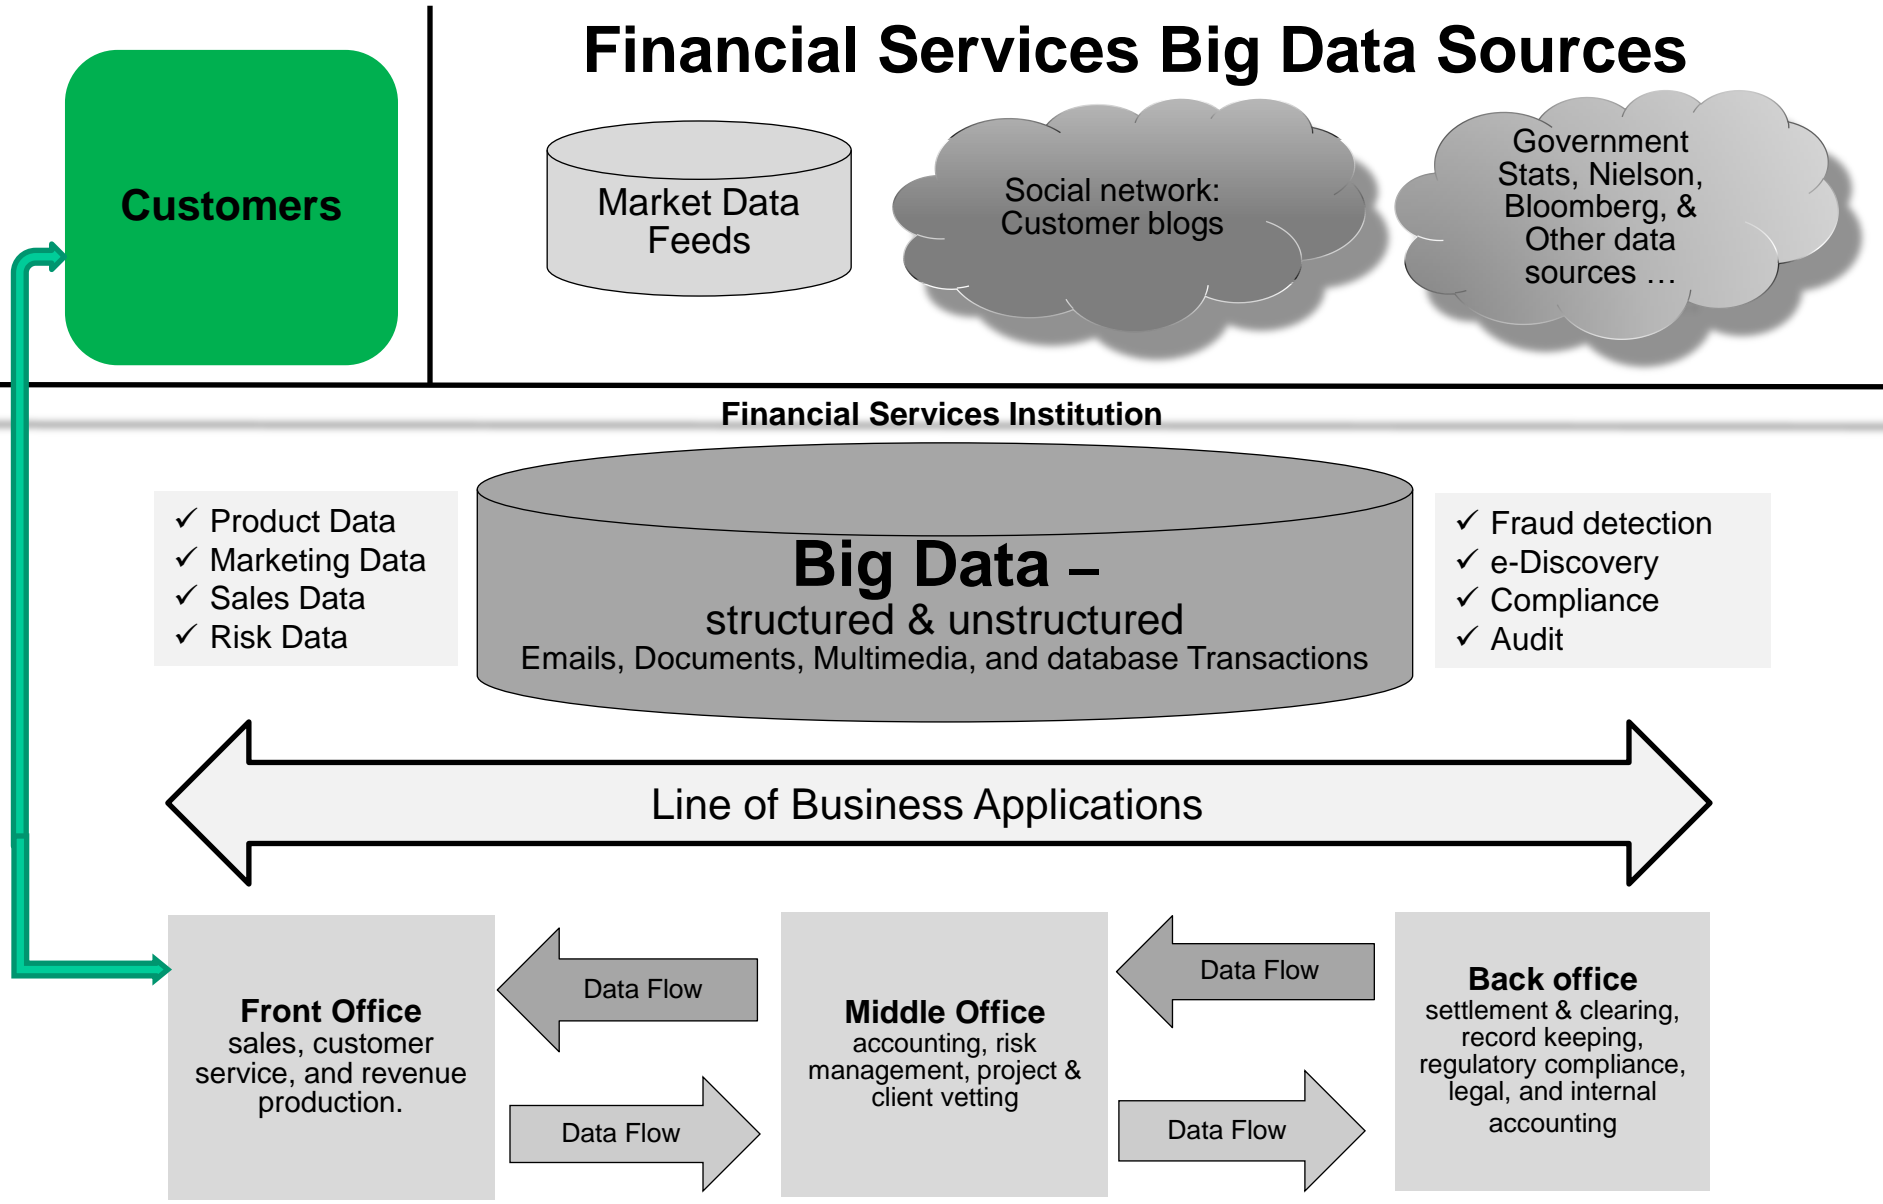 Financial Services Big Data Sources
Customers
Market Data
Feeds
Social network:
Customer blogs
Government
Stats, Nielson,
Bloomberg, &
Other data
sources …
Financial Services Institution
✓ Product Data
✓ Marketing Data
✓ Sales Data
✓ Risk Data
Big Data –
structured & unstructured
Emails, Documents, Multimedia, and database Transactions
✓ Fraud detection
✓ e-Discovery
✓ Compliance
✓ Audit
Line of Business Applications
Front Office
sales, customer
service, and revenue
production.
Data Flow
Data Flow
Middle Office
accounting, risk
management, project &
client vetting
Data Flow
Data Flow
Back office
settlement & clearing,
record keeping,
regulatory compliance,
legal, and internal
accounting